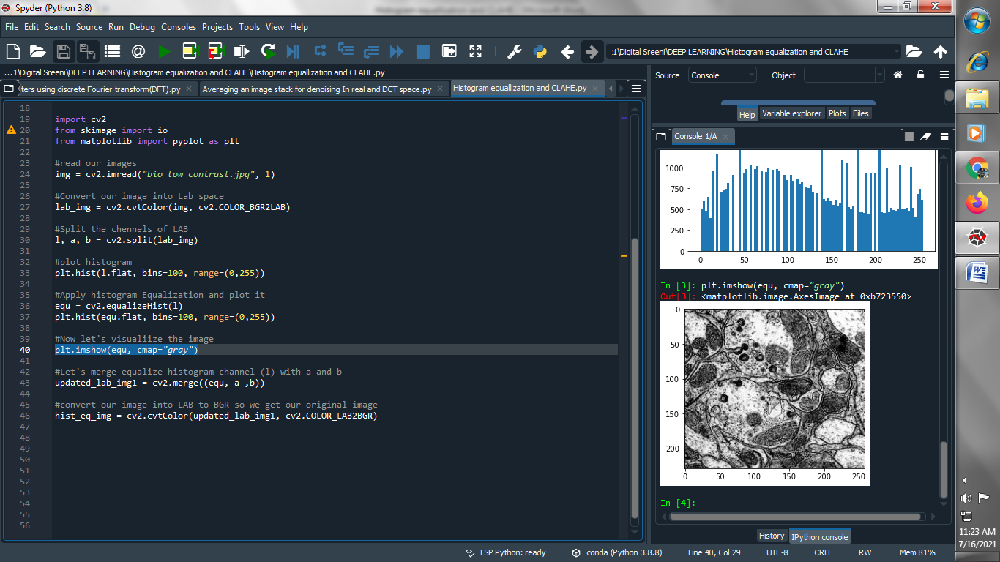 Spyder (Python 3.8)
File Edit Search Source Run Debug Consoles Projects Tools View Help
:1\Digital Sreeni\DEEP LEARNING\Histogram equalization and CLAHE
...1\Digital Sreeni\DEEP LEARNING\Histogram equalization and CLAHE\Histogram equallization and CLAHE.py
ters using discrete Fourier transform(DFT).py
Averaging an image stack for denoising In real and DCT space.py
Histogram equallization and CLAHE.py
18
19 import cv2
20 from skimage import io
21 from matplotlib import pyplot as plt
22
23 #read our images
24 img = cv2.imread("bio_low_contrast.jpg", 1)
25
26 #Convert our image into Lab space
27 lab_img = cv2.cvtColor(img, cv2.COLOR_BGR2LAB)
28
29 #Split the chennels of LAB
30 l, a, b = cv2.split(lab_img)
31
32 #plot histogram
33 plt.hist(l.flat, bins=100, range=(0,255))
34
35 #Apply histogram Equalization and plot it
36 equ = cv2.equalizeHist(l)
37 plt.hist(equ.flat, bins=100, range=(0,255))
38
39 #Now let's visualiize the image
40 plt.imshow(equ, cmap="gray")
41
42 #Let's merge equalize histogram channel (l) with a and b
43 updated_lab_img1 = cv2.merge((equ, a ,b))
44
45 #convert our image into LAB to BGR so we get our original image
46 hist_eq_img = cv2.cvtColor(updated_lab_img1, cv2.COLOR_LAB2BGR)
47
48
49
50
51
52
53
54
55
56
Source Console Object
Help Variable explorer Plots Files
Console 1/A
1000
750
500
250
0
0 50 100 150 200 250
In [3]: plt.imshow(equ, cmap="gray")
Out[3]: <matplotlib.image.AxesImage at 0xb723550>
0
50
100
150
200
0 50 100 150 200 250
In [4]:
History IPython console
LSP Python: ready conda (Python 3.8.8) Line 40, Col 29 UTF-8 CRLF RW Mem 81%
11:23 AM
7/16/2021